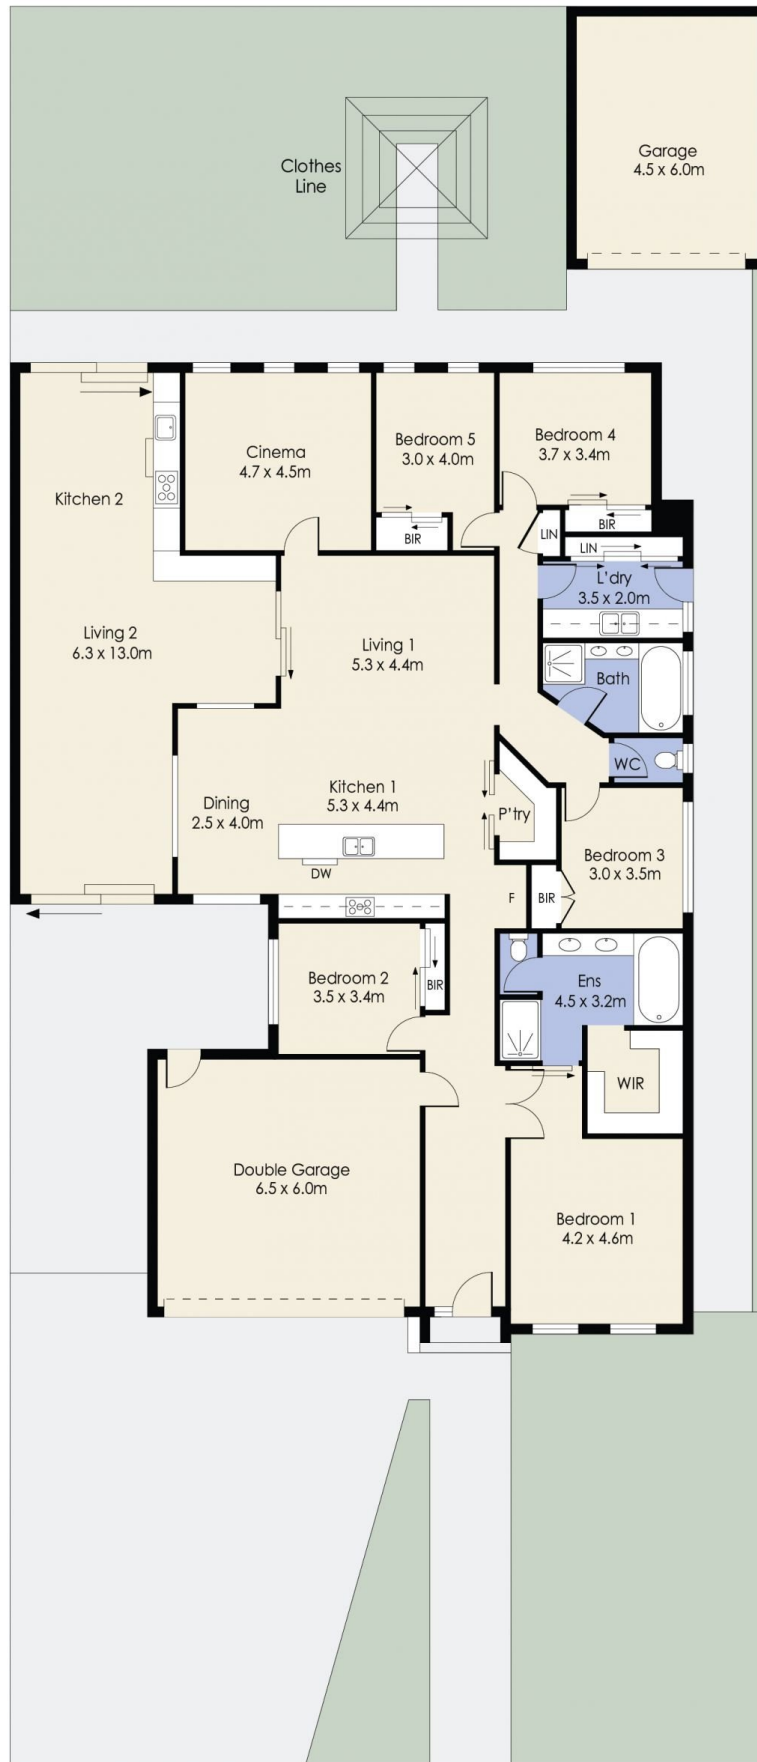 Garage
4.5 x 6.0m
Clothes
Line
Cinema
4.7 x 4.5m
Bedroom 5
3.0 x 4.0m
Bedroom 4
3.7 x 3.4m
Kitchen 2
BIR
BIR
LIN
LIN
L'dry
3.5 x 2.0m
Living 2
6.3 x 13.0m
Living 1
5.3 x 4.4m
Bath
WC
Kitchen 1
5.3 x 4.4m
Dining
2.5 x 4.0m
P'try
DW
Bedroom 3
3.0 x 3.5m
F
BIR
Bedroom 2
3.5 x 3.4m
BIR
Ens
4.5 x 3.2m
WIR
Double Garage
6.5 x 6.0m
Bedroom 1
4.2 x 4.6m